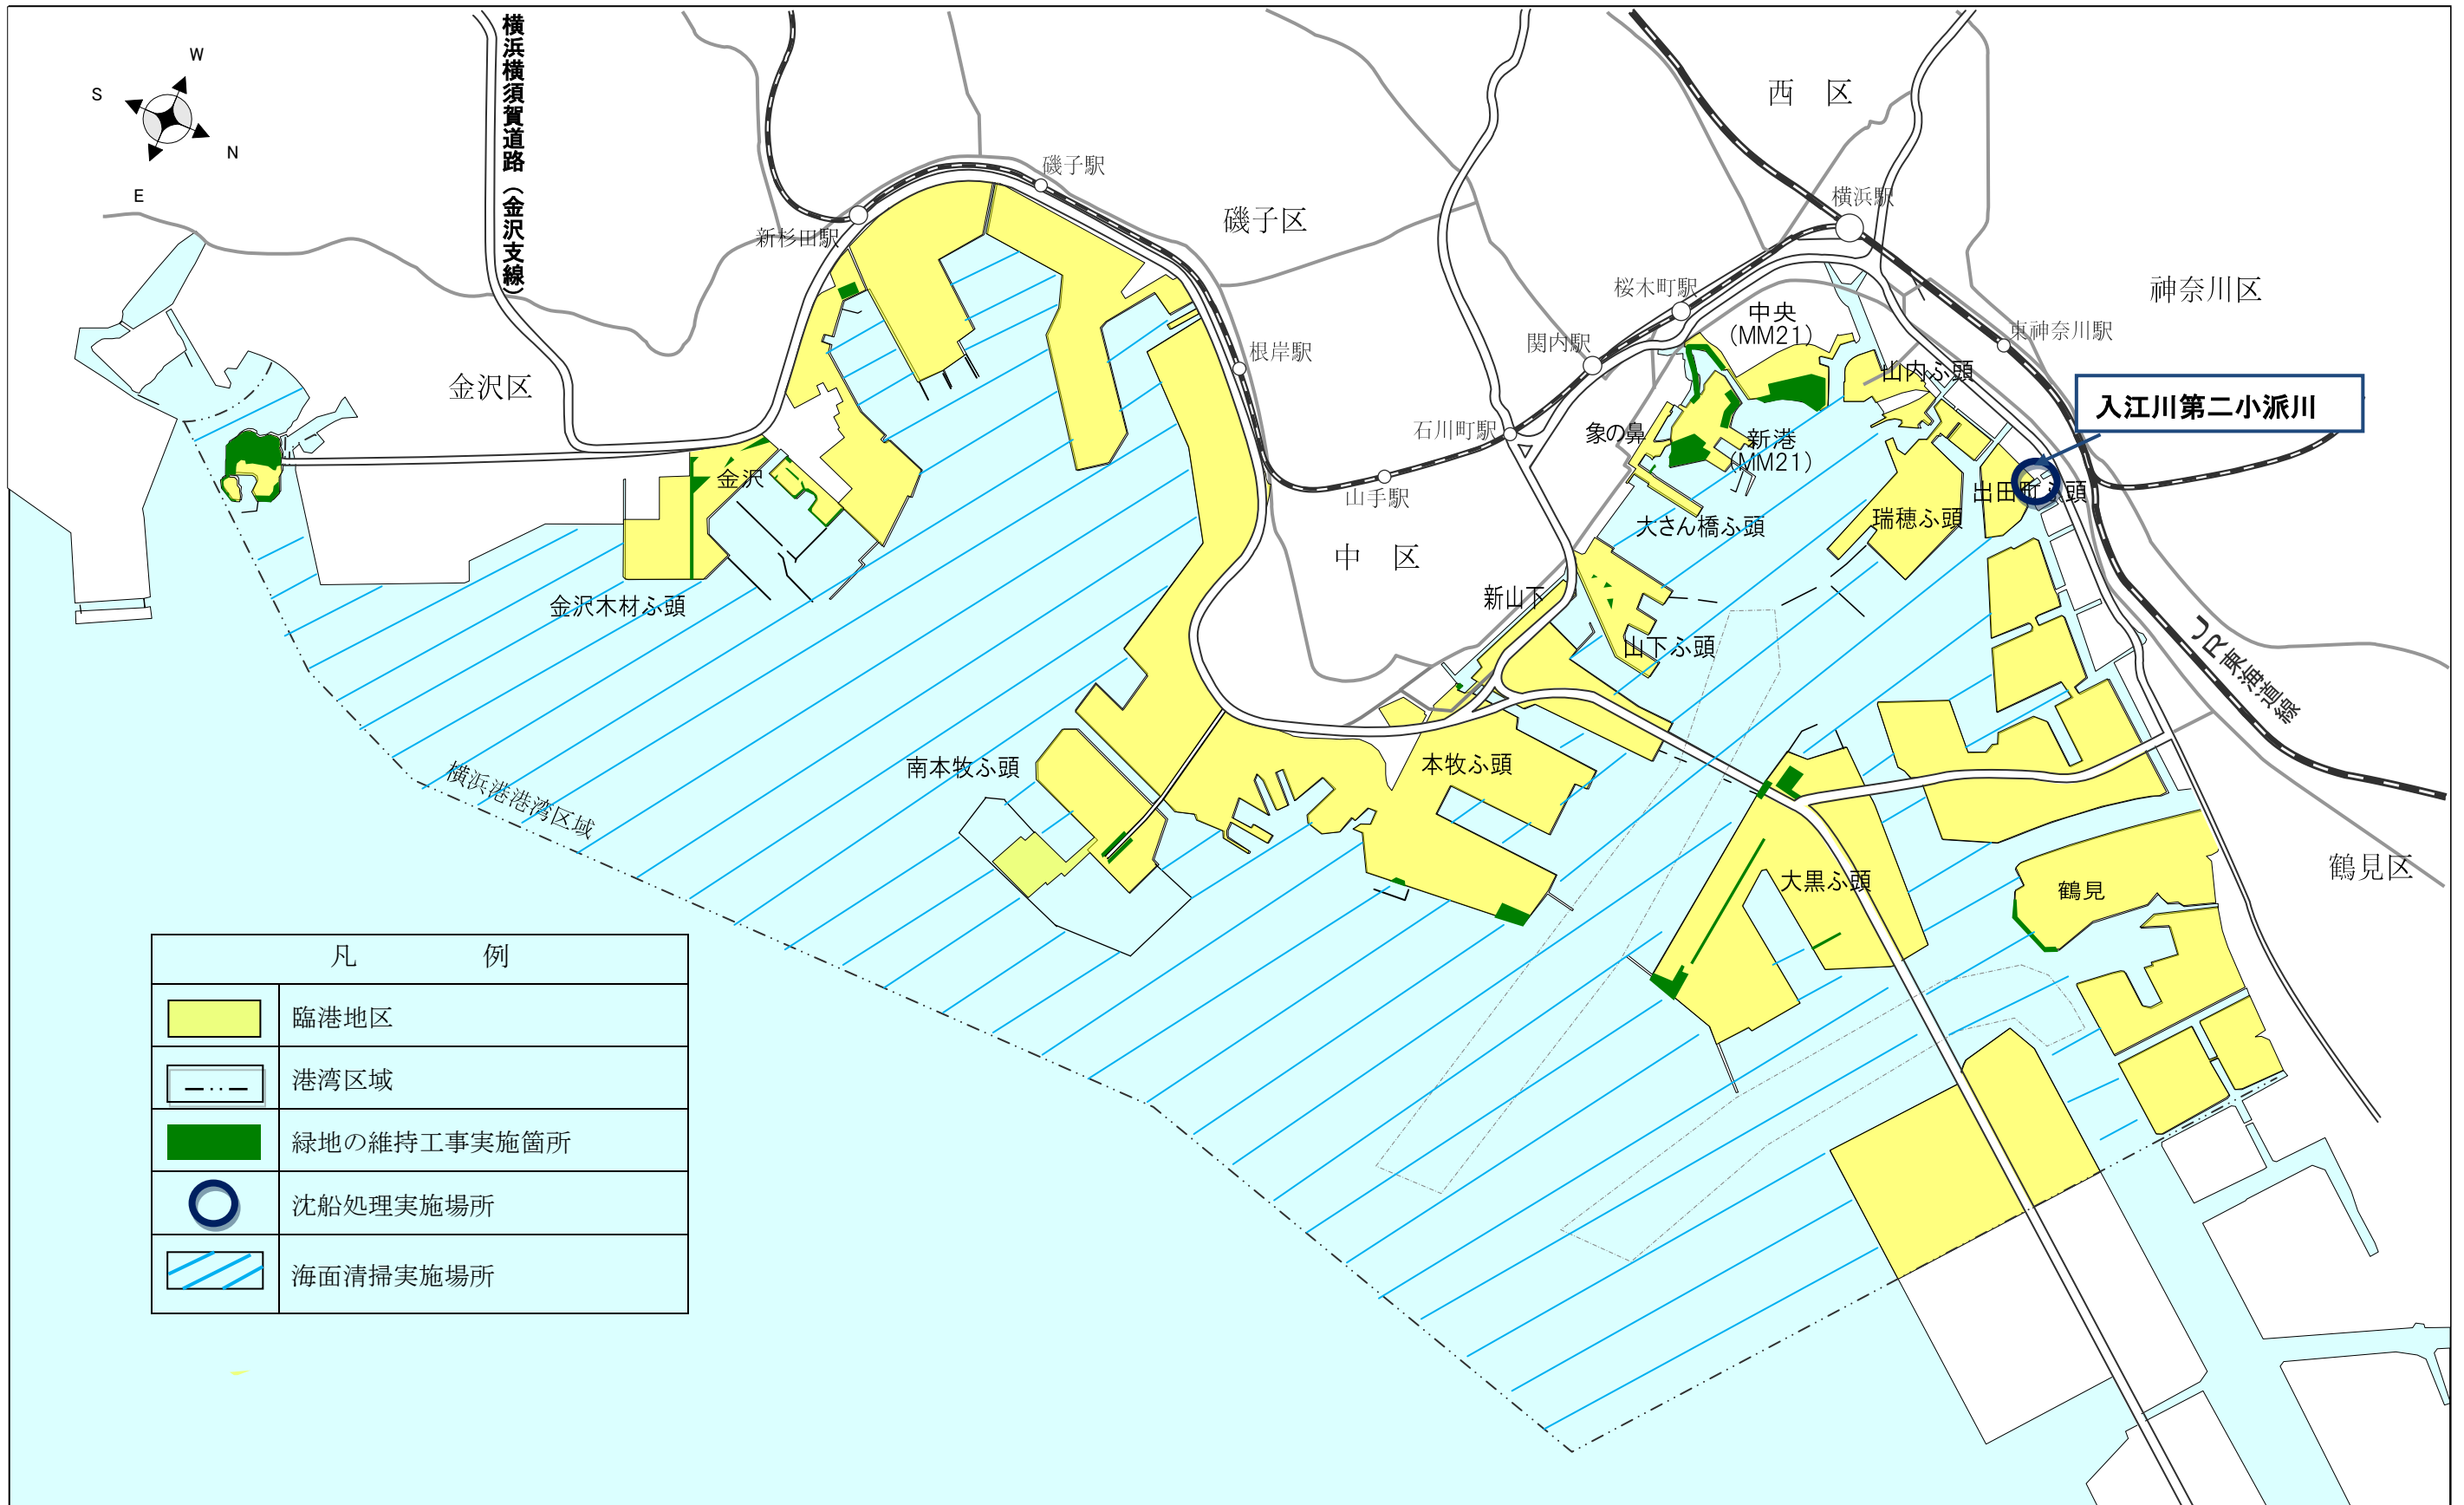 W
S
N
E
横浜横須賀道路(金沢支線)
西 区
磯子駅
横浜駅
磯子区
新杉田駅
神奈川区
桜木町駅
中央
(MM21)
東神奈川駅
関内駅
根岸駅
山内ふ頭
金沢区
入江川第二小派川
石川町駅
象の鼻
新港
(MM21)
金沢
山手駅
出田町ふ頭
瑞穂ふ頭
大さん橋ふ頭
中 区
新山下
金沢木材ふ頭
山下ふ頭
JR東海道線
南本牧ふ頭
本牧ふ頭
横浜港港湾区域
鶴見区
大黒ふ頭
鶴見
凡 例
臨港地区
港湾区域
緑地の維持工事実施箇所
沈船処理実施場所
海面清掃実施場所